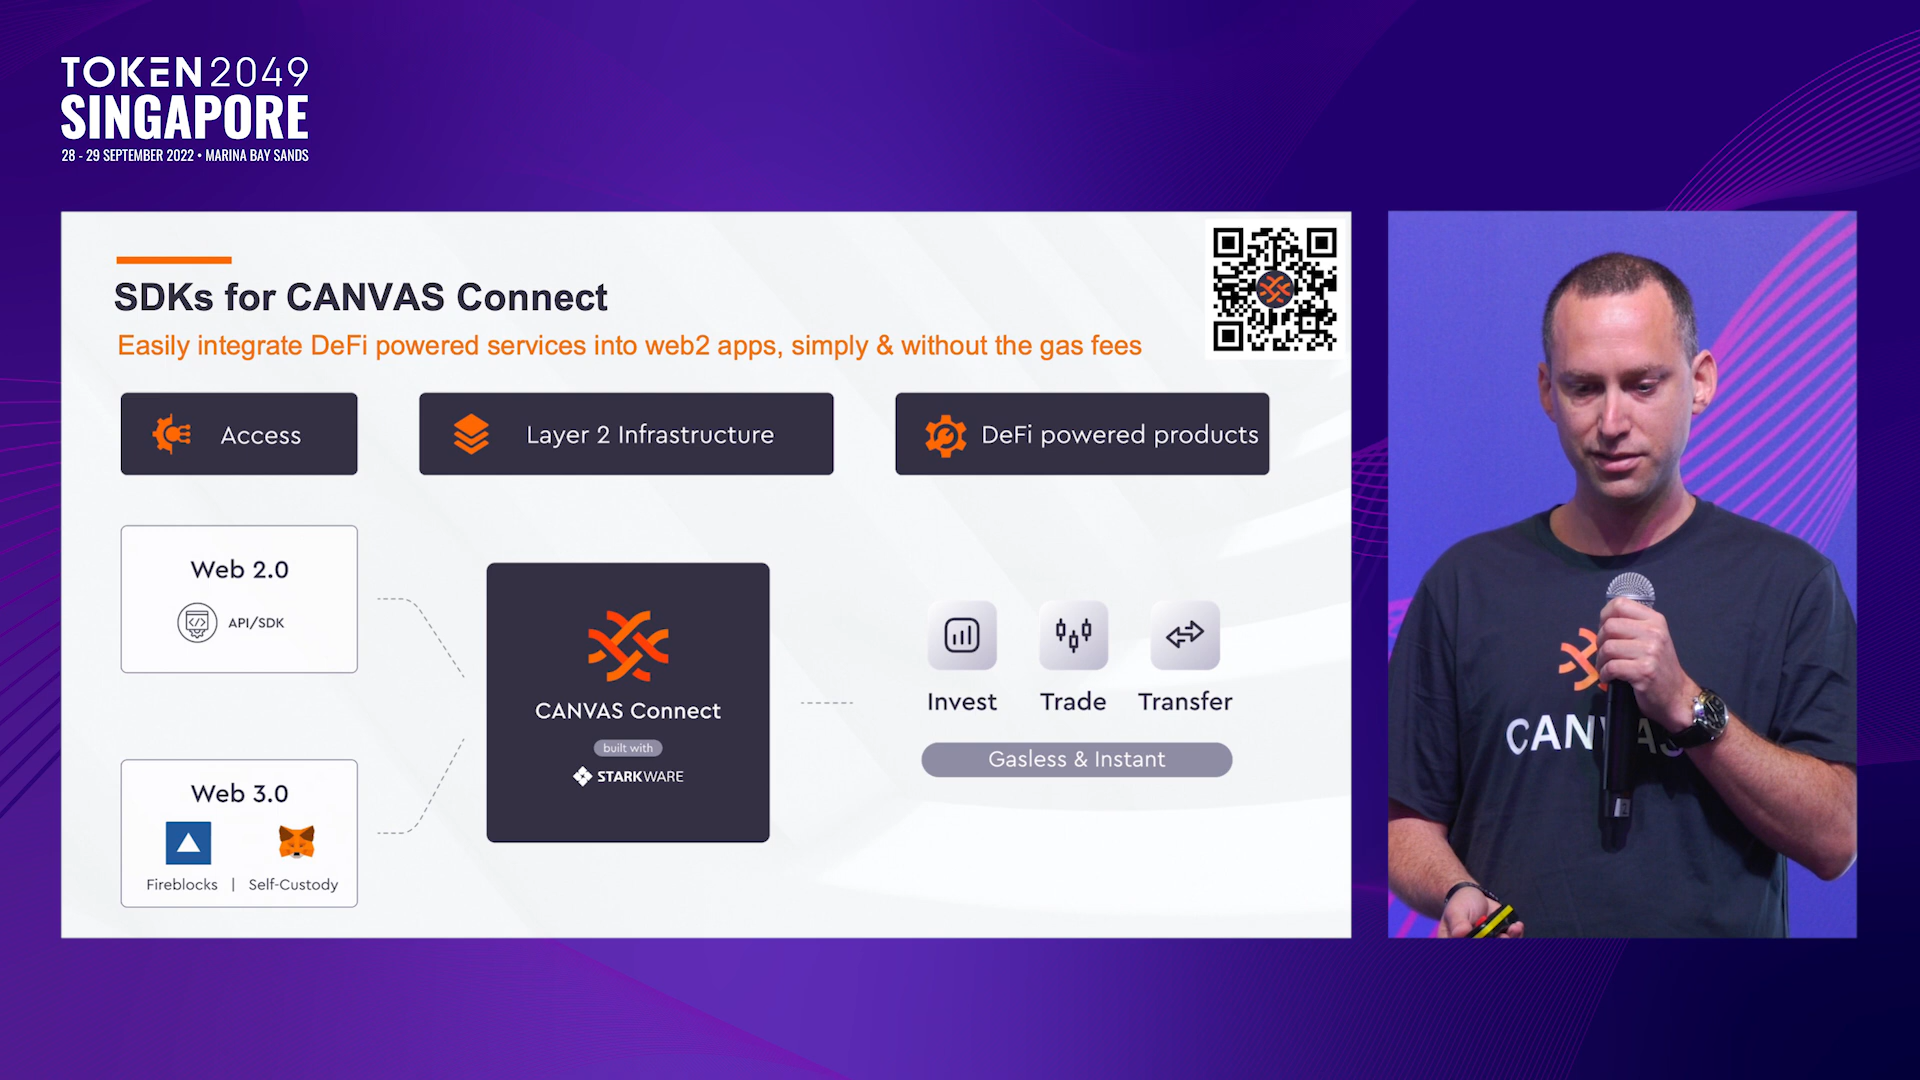 TOKEN2049
SINGAPORE
28 - 29 SEPTEMBER 2022 • MARINA BAY SANDS
SDKs for CANVAS Connect
Easily integrate DeFi powered services into web2 apps, simply & without the gas fees
Access
Layer 2 Infrastructure
DeFi powered products
Web 2.0
API/SDK
Web 3.0
Fireblocks | Self-Custody
CANVAS Connect
built with
STARKWARE
Invest
Trade
Transfer
Gasless & Instant
CANVAS